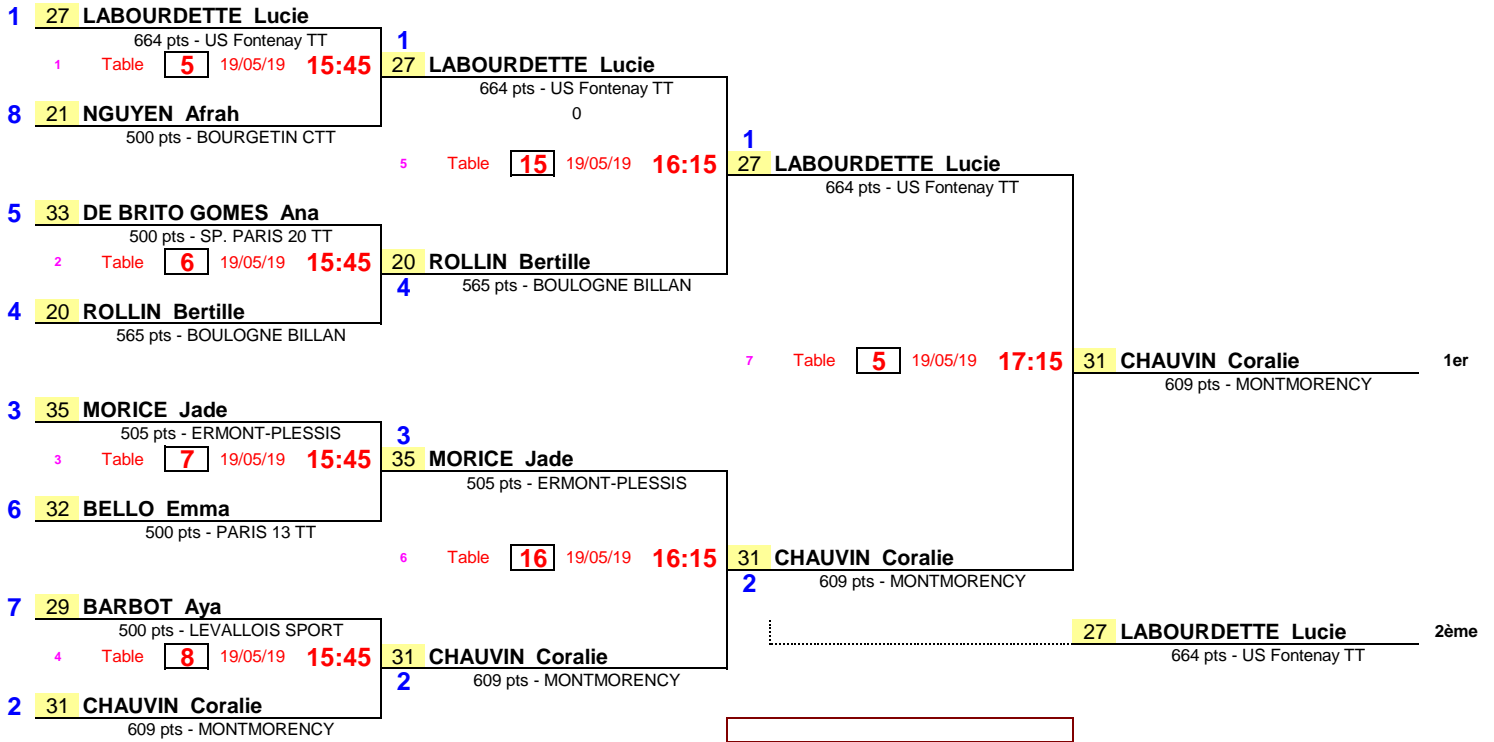 1 27 LABOURDETTE Lucie
664 pts - US Fontenay TT
1 Table 5 19/05/19 15:45
8 21 NGUYEN Afrah
500 pts - BOURGETIN CTT
5 33 DE BRITO GOMES Ana
500 pts - SP. PARIS 20 TT
2 Table 6 19/05/19 15:45
4 20 ROLLIN Bertille
565 pts - BOULOGNE BILLAN
3 35 MORICE Jade
505 pts - ERMONT-PLESSIS
3 Table 7 19/05/19 15:45
6 32 BELLO Emma
500 pts - PARIS 13 TT
7 29 BARBOT Aya
500 pts - LEVALLOIS SPORT
4 Table 8 19/05/19 15:45
2 31 CHAUVIN Coralie
609 pts - MONTMORENCY
1
27 LABOURDETTE Lucie
664 pts - US Fontenay TT
0
5 Table 15 19/05/19 16:15
20 ROLLIN Bertille
4 565 pts - BOULOGNE BILLAN
3
35 MORICE Jade
505 pts - ERMONT-PLESSIS
6 Table 16 19/05/19 16:15
31 CHAUVIN Coralie
2 609 pts - MONTMORENCY
1
27 LABOURDETTE Lucie
664 pts - US Fontenay TT
7 Table 5 19/05/19 17:15
31 CHAUVIN Coralie
2 609 pts - MONTMORENCY
31 CHAUVIN Coralie 1er
609 pts - MONTMORENCY
27 LABOURDETTE Lucie 2ème
664 pts - US Fontenay TT